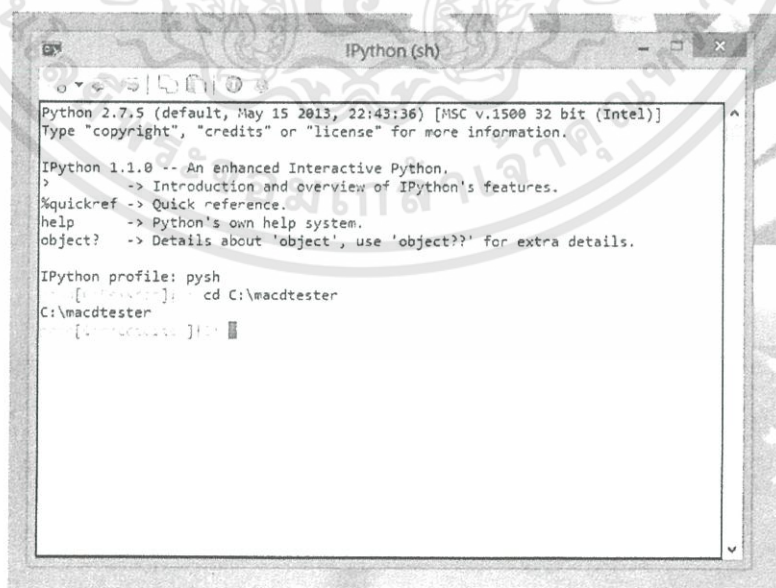 IPython (sh)
Python 2.7.5 (default, May 15 2013, 22:43:36) [MSC v.1500 32 bit (Intel)]
Type "copyright", "credits" or "license" for more information.
IPython 1.1.0 -- An enhanced Interactive Python.
? -> Introduction and overview of IPython's features.
%quickref -> Quick reference.
help -> Python's own help system.
object? -> Details about 'object', use 'object??' for extra details.
IPython profile: pysh
cd C:\macdtester
C:\macdtester